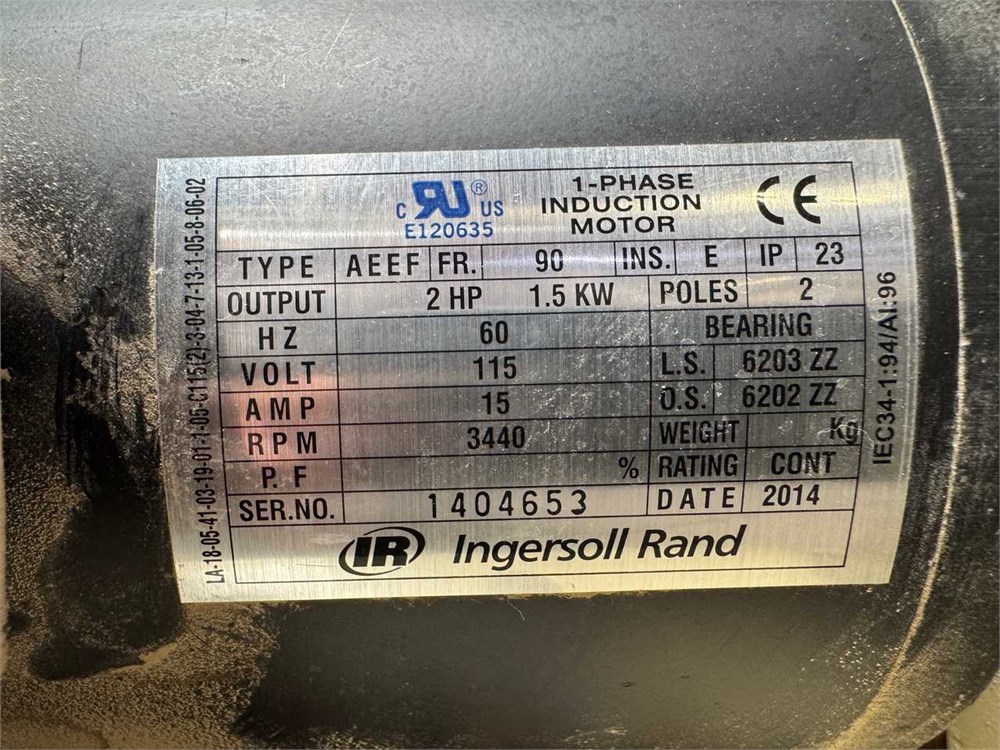 LA-18-05-41-03-19-01-1-05-C115(2)-3-04-7-13-1-05-8-06-02
C RU ® US
E120635
1-PHASE
INDUCTION
MOTOR
CE
TYPE AEEF FR. 90 INS. E IP 23
OUTPUT 2 HP 1.5 KW POLES 2
HZ 60 BEARING
VOLT 115 L.S. 6203 ZZ
AMP 15 O.S. 6202 ZZ
RPM 3440 WEIGHT Kg
P.F % RATING CONT
SER.NO. 1404653 DATE 2014
IR Ingersoll Rand
IEC34-1:94/AI:96